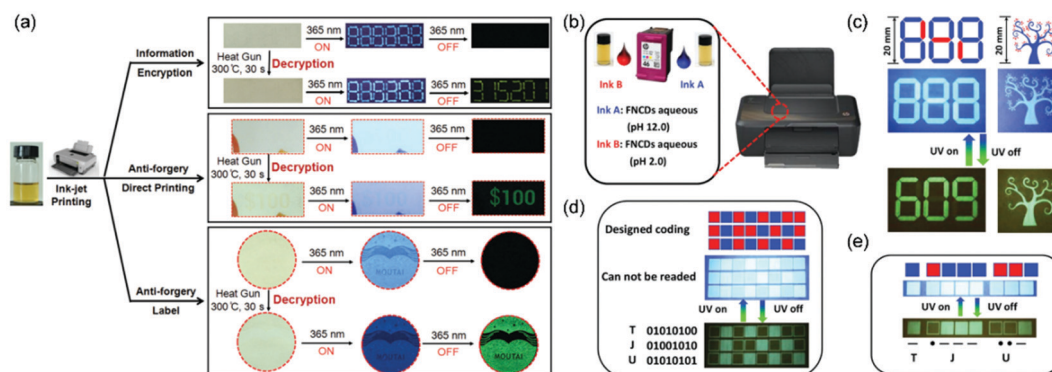 (a)
Ink-jet
Printing
Information
Encryption
365 nm
ON
365 nm
OFF
Heat Gun
300℃, 30 s
Decryption
365 nm
ON
365 nm
OFF
Anti-forgery
Direct Printing
365 nm
ON
365 nm
OFF
Heat Gun
300℃, 30 s
Decryption
365 nm
ON
365 nm
OFF
$100
Anti-forgery
Label
365 nm
ON
MOUTAI
365 nm
OFF
Heat Gun
300℃, 30 s
Decryption
365 nm
ON
MOUTAI
365 nm
OFF
MOUTAI
(b)
Ink B
Ink A
Ink A: FNCDs aqueous
(pH 12.0)
Ink B: FNCDs aqueous
(pH 2.0)
(c)
20 mm
888
20 mm
888
UV on
UV off
609
(d)
Designed coding
Can not be readed
UV on
UV off
T 01010100
J 01001010
U 01010101
(e)
UV on
UV off
T J U